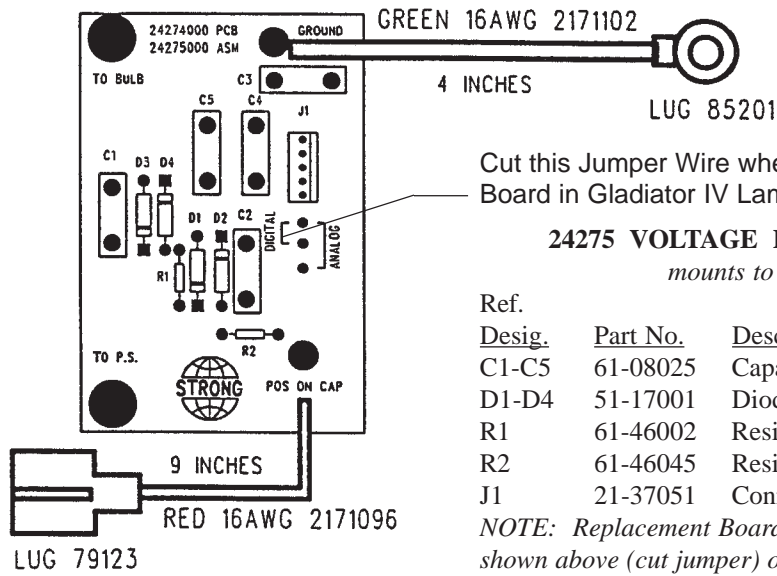 24274000 PCB
24275000 ASM
GROUND
GREEN 16AWG 2171102
4 INCHES
LUG 85201
TO BULB
C3
C5
C4
J1
C1
D3
D4
D1
D2
C2
R1
DIGITAL
ANALOG
R2
TO P.S.
STRONG
POS ON CAP
9 INCHES
RED 16AWG 2171096
LUG 79123
Cut this Jumper Wire whe
Board in Gladiator IV Lan
24275 VOLTAGE
mounts to
Ref.
Desig. Part No. Desc
C1-C5 61-08025 Capa
D1-D4 51-17001 Diod
R1 61-46002 Resi
R2 61-46045 Resi
J1 21-37051 Conn
NOTE: Replacement Board
shown above (cut jumper) o